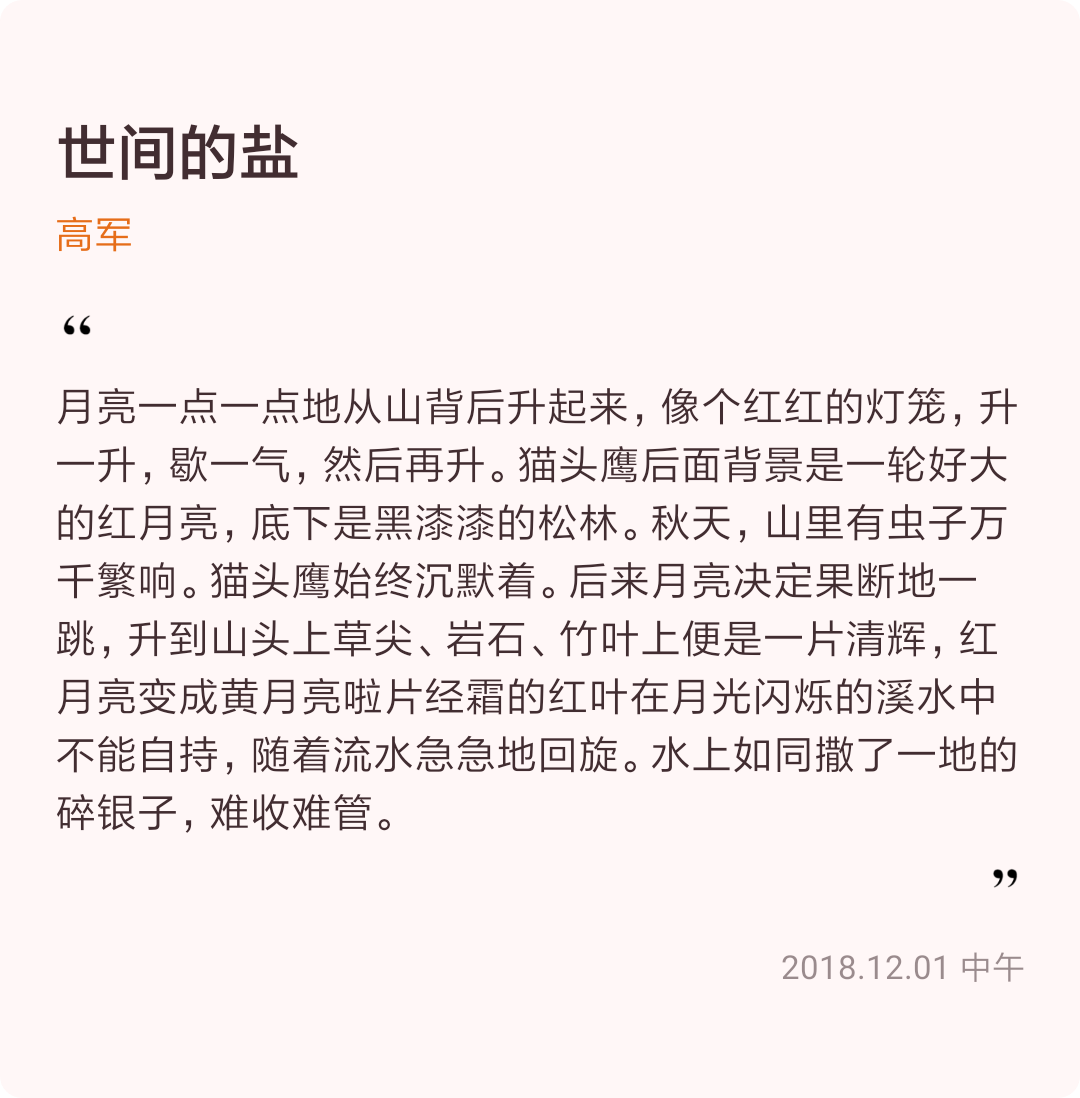 世间的盐
高军
“
月亮一点一点地从山背后升起来，像个红红的灯笼，升
一升，歇一气，然后再升。猫头鹰后面背景是一轮好大
的红月亮，底下是黑漆漆的松林。秋天，山里有虫子万
千繁响。猫头鹰始终沉默着。后来月亮决定果断地一
跳，升到山头上草尖、岩石、竹叶上便是一片清辉，红
月亮变成黄月亮啦片经霜的红叶在月光闪烁的溪水中
不能自持，随着流水急急地回旋。水上如同撒了一地的
碎银子，难收难管。
”
2018.12.01 中午